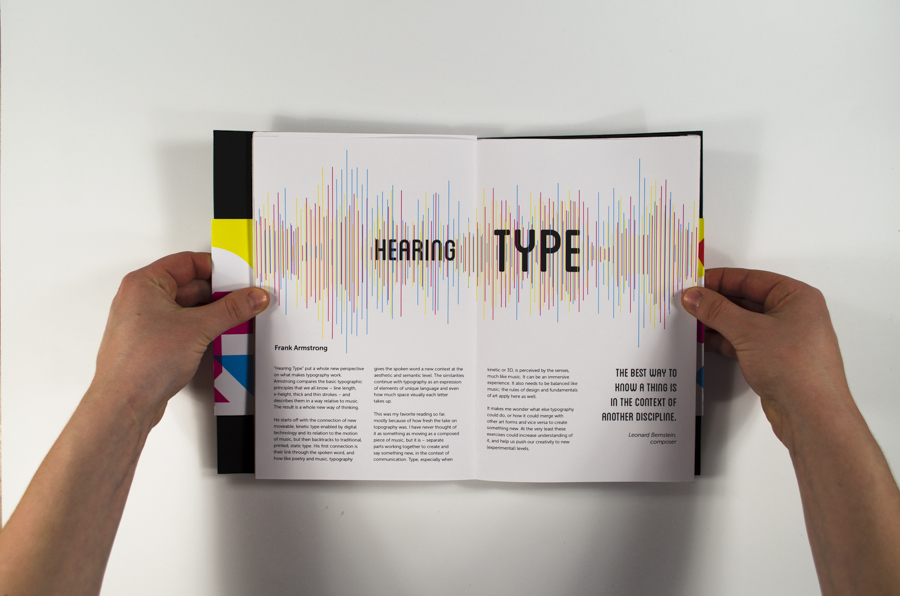 HEARING TYPE
Frank Armstrong
"Hearing Type" put a whole new perspective
on what makes typography work.
Armstrong compares the basic typographic
principles that we all know – line length,
x-height, thick and thin strokes – and
describes them in a way relative to music.
The result is a whole new way of thinking.
He starts off with the connection of new
moveable, kinetic type enabled by digital
technology and its relation to the motion
of music, but then backtracks to traditional,
printed, static type. His first connection is
their link through the spoken word, and
how like poetry and music, typography
gives the spoken word a new context at the
aesthetic and semantic level. The similarities
continue with typography as an expression
of elements of unique language and even
how much space visually each letter
takes up.
This was my favorite reading so far,
mostly because of how fresh the take on
topography was. I have never thought of
it as something as moving as a composed
piece of music, but it is – separate
parts working together to create and
say something new, in the context of
communication. Type, especially when
kinetic or 3D, is perceived by the senses,
much like music. It can be an immersive
experience. It also needs to be balanced like
music; the rules of design and fundamentals
of art apply here as well.
It makes me wonder what else typography
could do, or how it could merge with
other art forms and vice versa to create
something new. At the very least these
exercises could increase understanding of
it, and help us push our creativity to new
(experimental) levels.
THE BEST WAY TO
KNOW A THING IS
IN THE CONTEXT OF
ANOTHER DISCIPLINE.
Leonard Bernstein,
composer